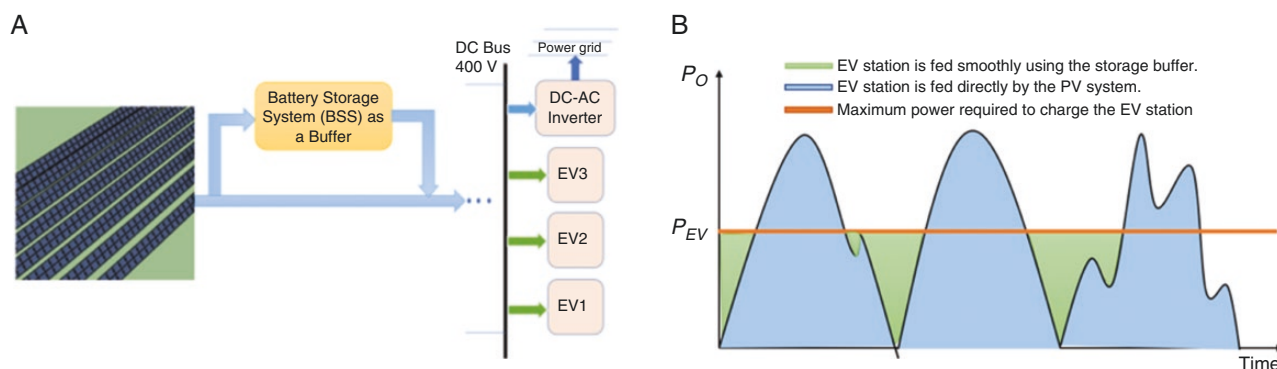 A
Battery Storage
System (BSS) as
a Buffer
DC Bus
400 V
Power grid
DC-AC
Inverter
EV3
EV2
EV1
B
EV station is fed smoothly using the storage buffer.
EV station is fed directly by the PV system.
Maximum power required to charge the EV station
P_O
P_EV
Time